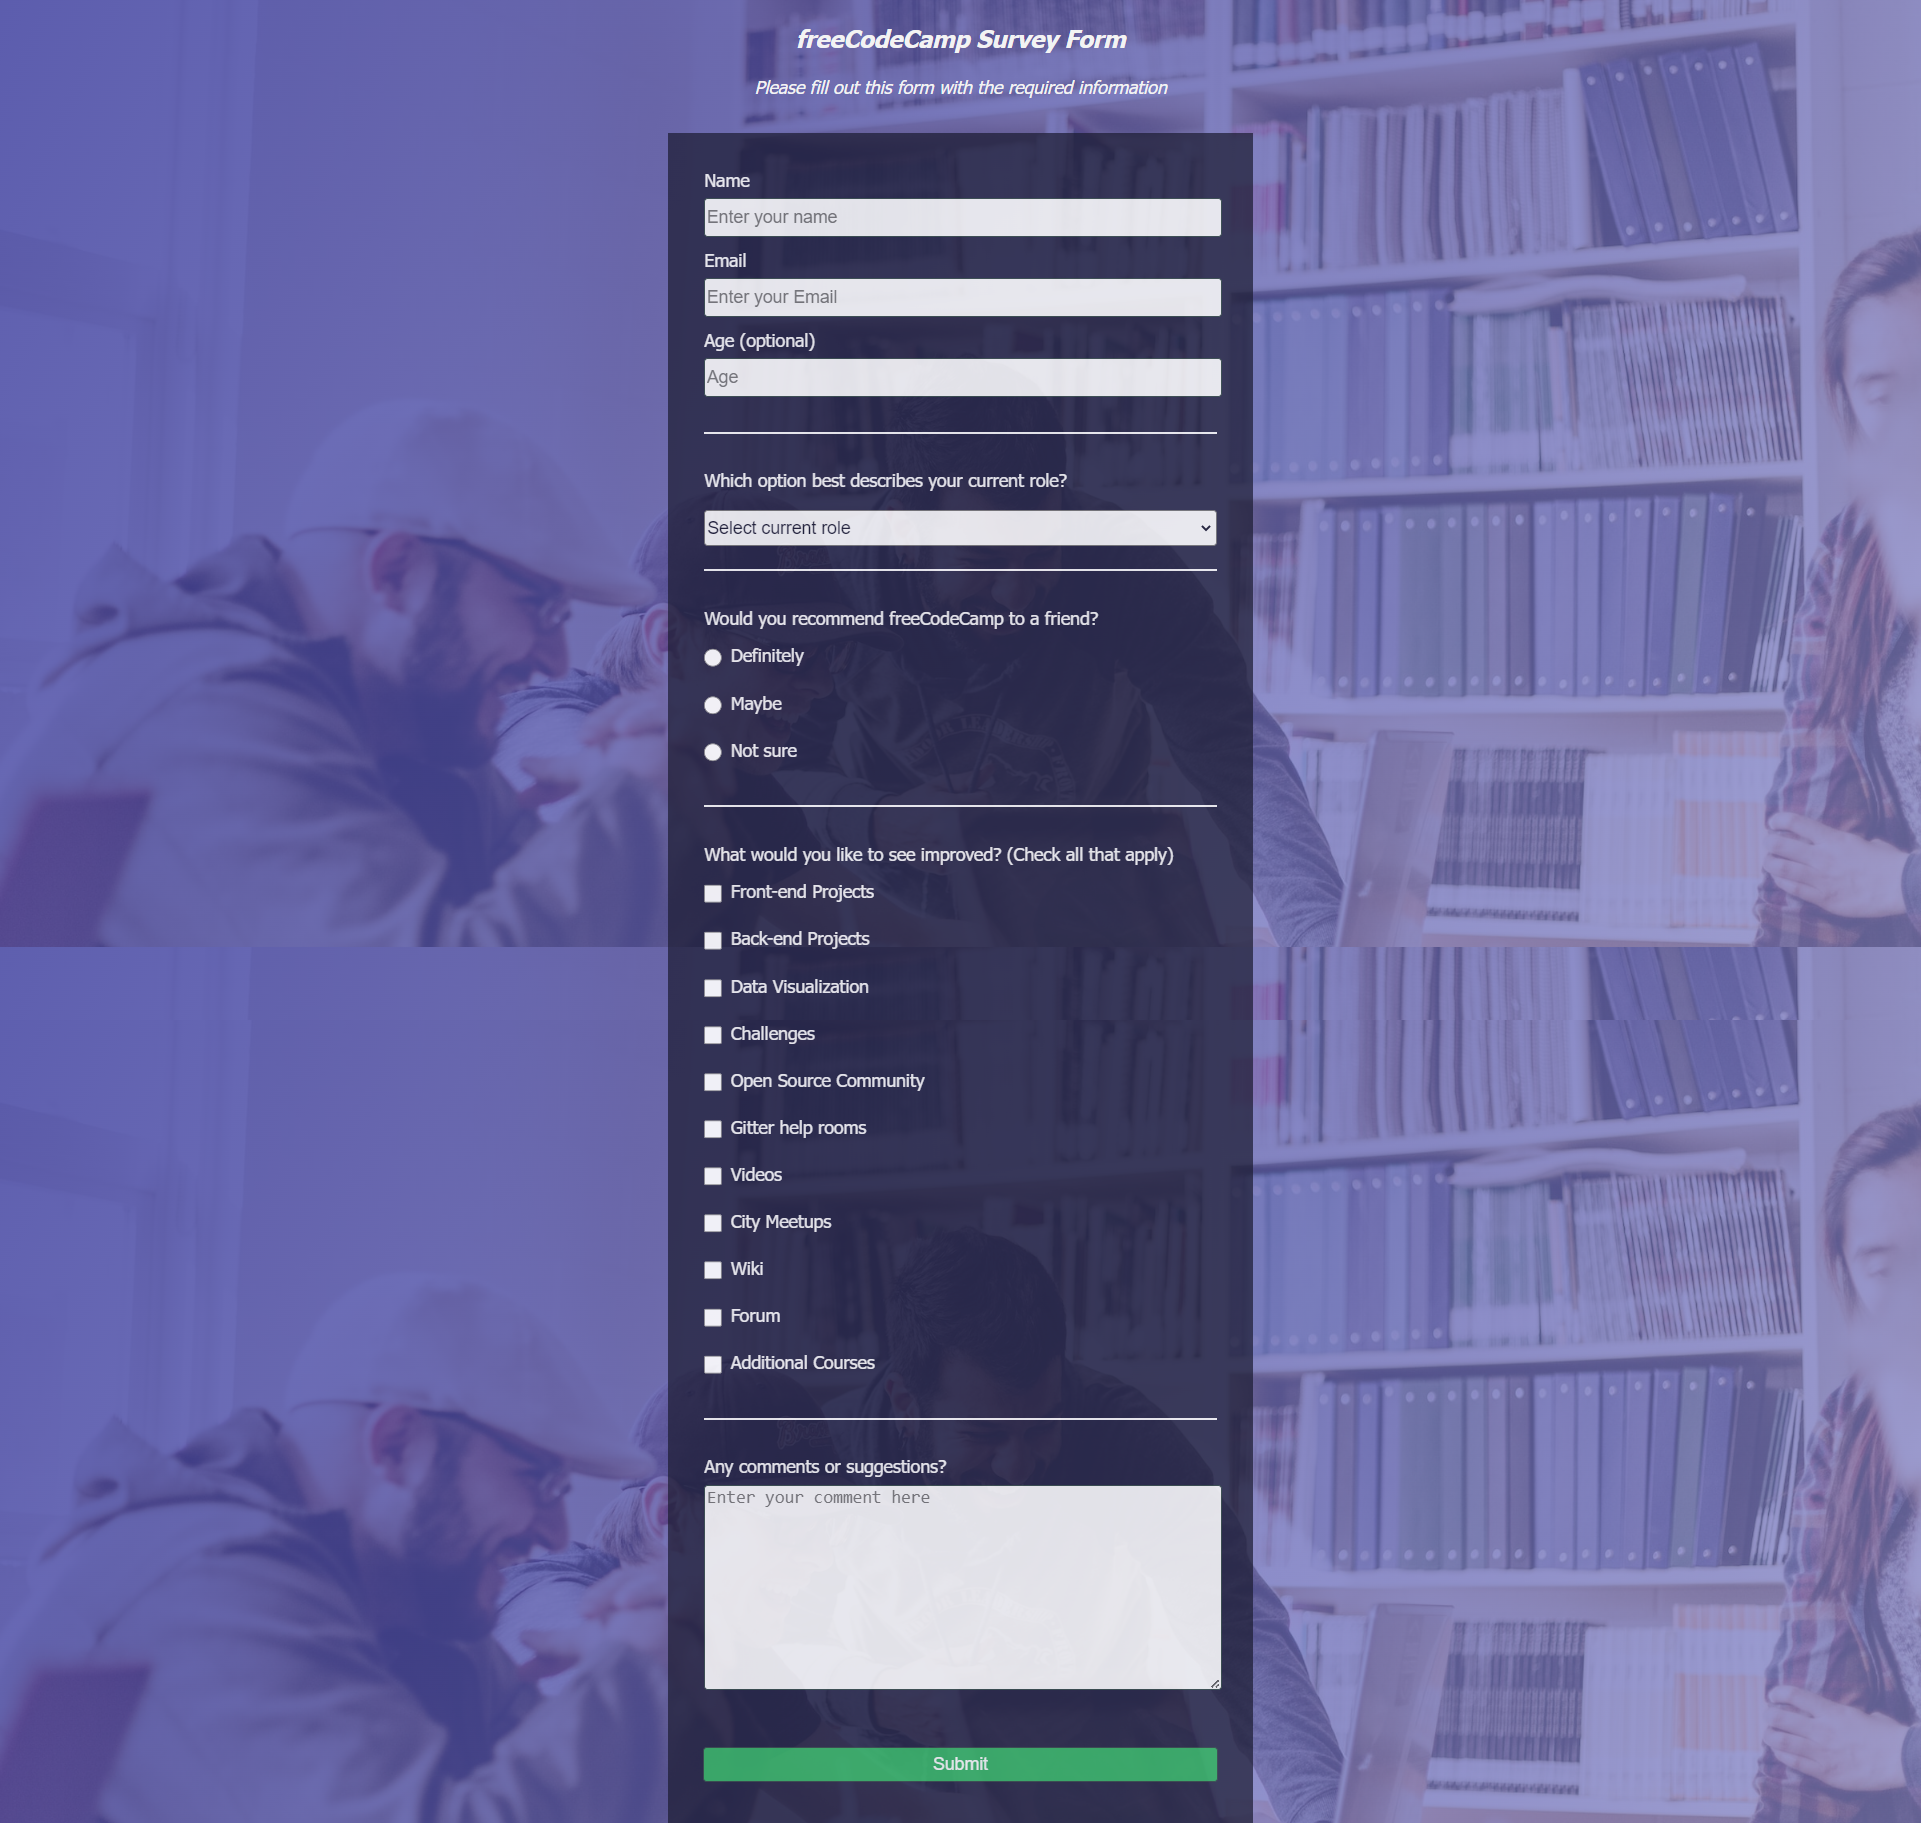 freeCodeCamp Survey Form
Please fill out this form with the required information
Name
Enter your name
Email
Enter your Email
Age (optional)
Age
Which option best describes your current role?
Select current role
Would you recommend freeCodeCamp to a friend?
Definitely
Maybe
Not sure
What would you like to see improved? (Check all that apply)
Front-end Projects
Back-end Projects
Data Visualization
Challenges
Open Source Community
Gitter help rooms
Videos
City Meetups
Wiki
Forum
Additional Courses
Any comments or suggestions?
Enter your comment here
Submit